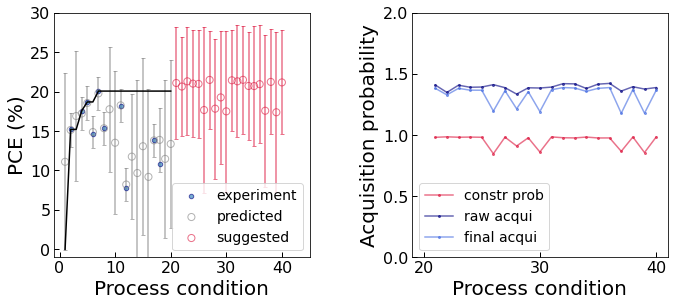 PCE (%)
30
25
20
15
10
5
0
0
10
20
30
40
Process condition
experiment
predicted
suggested
Acquisition probability
2.0
1.5
1.0
0.5
0.0
20
30
40
Process condition
constr prob
raw acqui
final acqui